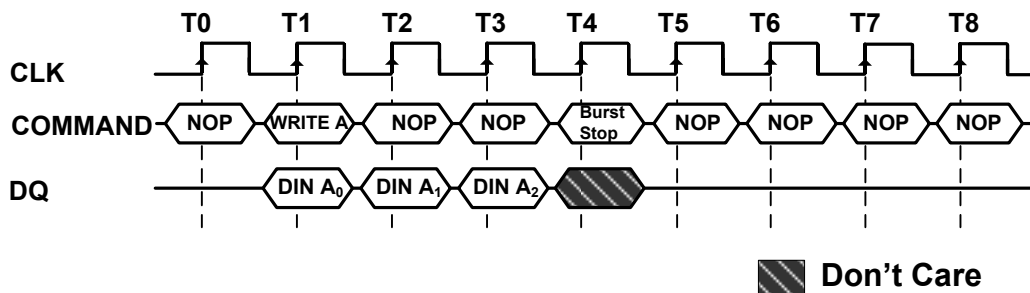 T0 T1 T2 T3 T4 T5 T6 T7 T8
CLK
COMMAND NOP WRITE A NOP NOP Burst Stop NOP NOP NOP NOP
DQ DIN A0 DIN A1 DIN A2
Don't Care